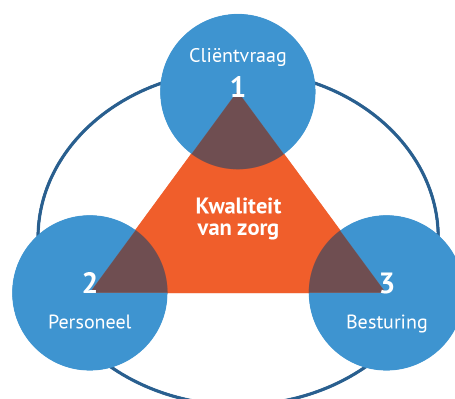 Cliëntvraag
1
Kwaliteit
van zorg
2
Personeel
3
Besturing